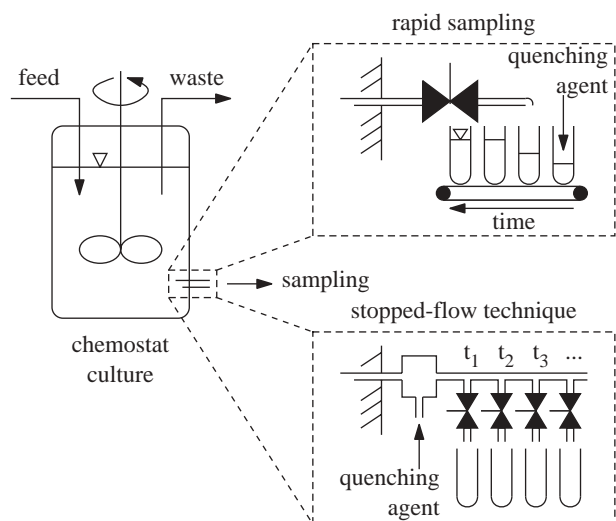 rapid sampling
feed
waste
quenching
agent
time
sampling
stopped-flow technique
chemostat
culture
t1 t2 t3 ...
quenching
agent